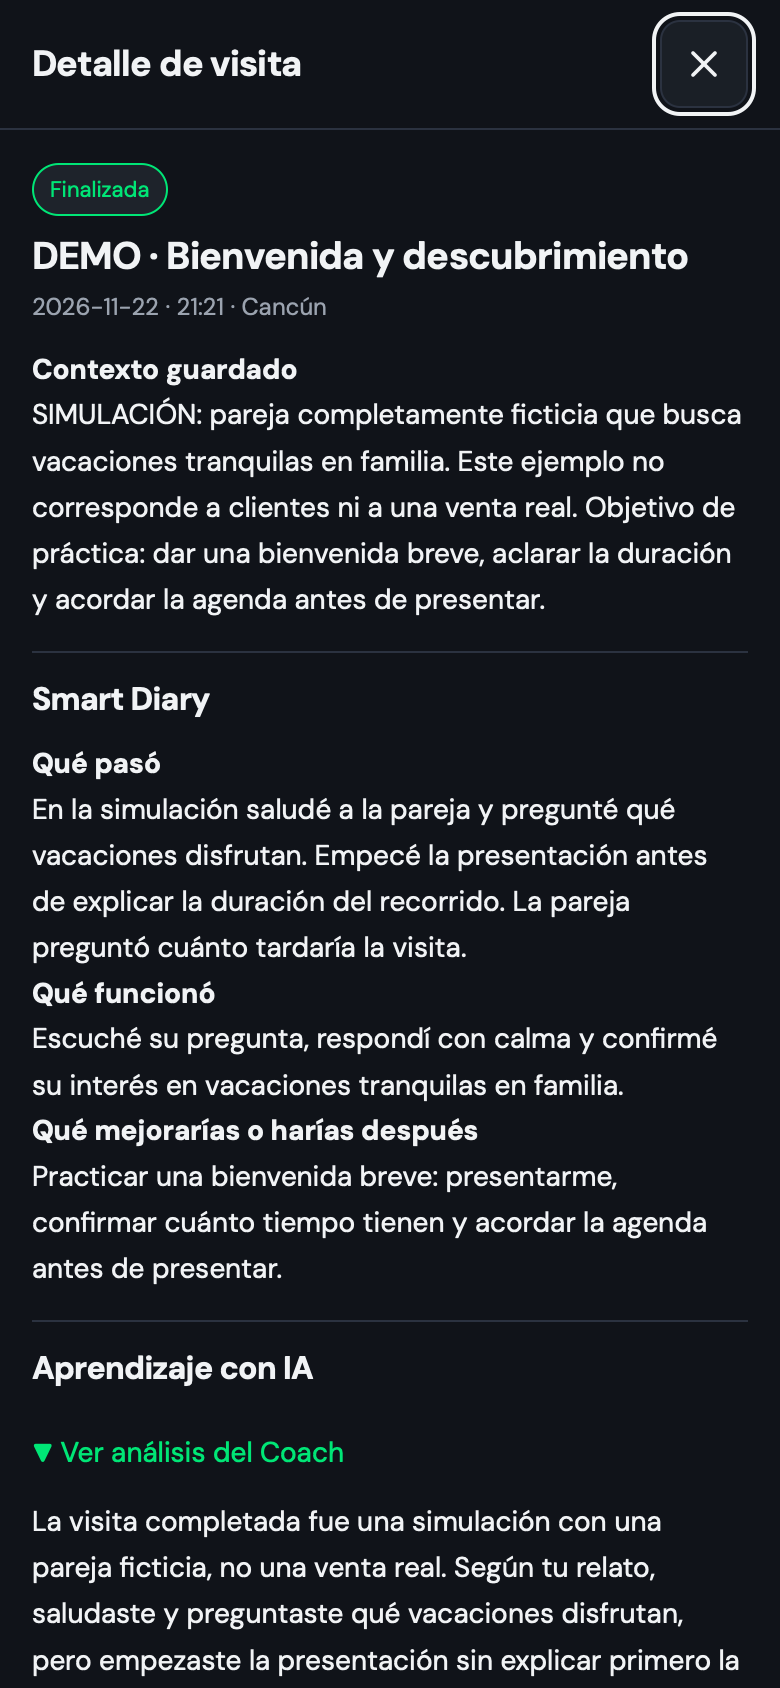 Detalle de visita
Finalizada
DEMO · Bienvenida y descubrimiento
2026-11-22 · 21:21 · Cancún
Contexto guardado
SIMULACIÓN: pareja completamente ficticia que busca
vacaciones tranquilas en familia. Este ejemplo no
corresponde a clientes ni a una venta real. Objetivo de
práctica: dar una bienvenida breve, aclarar la duración
y acordar la agenda antes de presentar.
Smart Diary
Qué pasó
En la simulación saludé a la pareja y pregunté qué
vacaciones disfrutan. Empecé la presentación antes
de explicar la duración del recorrido. La pareja
preguntó cuánto tardaría la visita.
Qué funcionó
Escuché su pregunta, respondí con calma y confirmé
su interés en vacaciones tranquilas en familia.
Qué mejorarías o harías después
Practicar una bienvenida breve: presentarme,
confirmar cuánto tiempo tienen y acordar la agenda
antes de presentar.
Aprendizaje con IA
▼ Ver análisis del Coach
La visita completada fue una simulación con una
pareja ficticia, no una venta real. Según tu relato,
saludaste y preguntaste qué vacaciones disfrutan,
pero empezaste la presentación sin explicar primero la